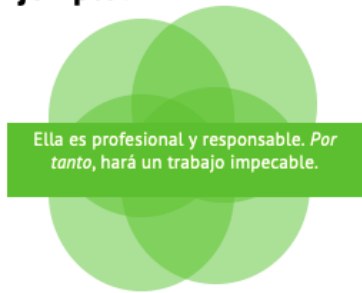 Ella es profesional y responsable. Por
tanto, hará un trabajo impecable.